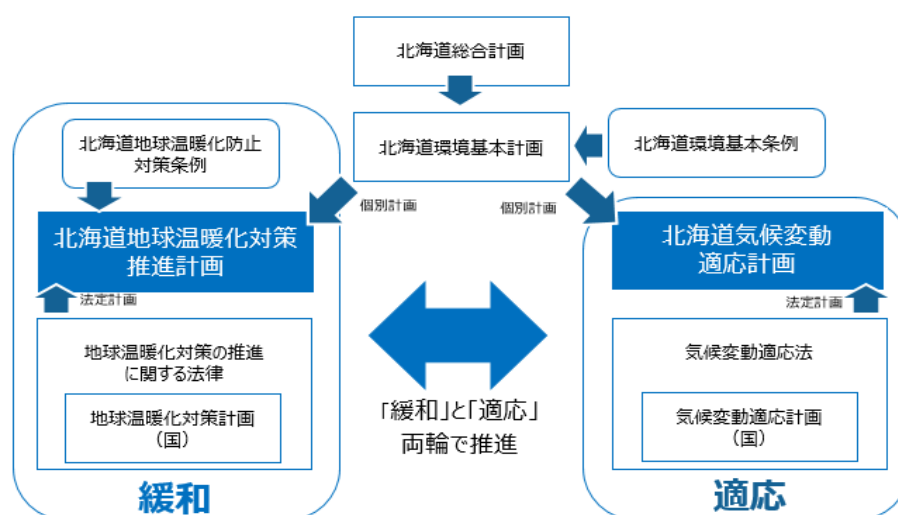 北海道総合計画
北海道地球温暖化防止
対策条例
北海道環境基本計画
北海道環境基本条例
個別計画
個別計画
北海道地球温暖化対策
推進計画
北海道気候変動
適応計画
法定計画
法定計画
地球温暖化対策の推進
に関する法律
地球温暖化対策計画
（国）
「緩和」と「適応」
両輪で推進
気候変動適応法
気候変動適応計画
（国）
緩和
適応